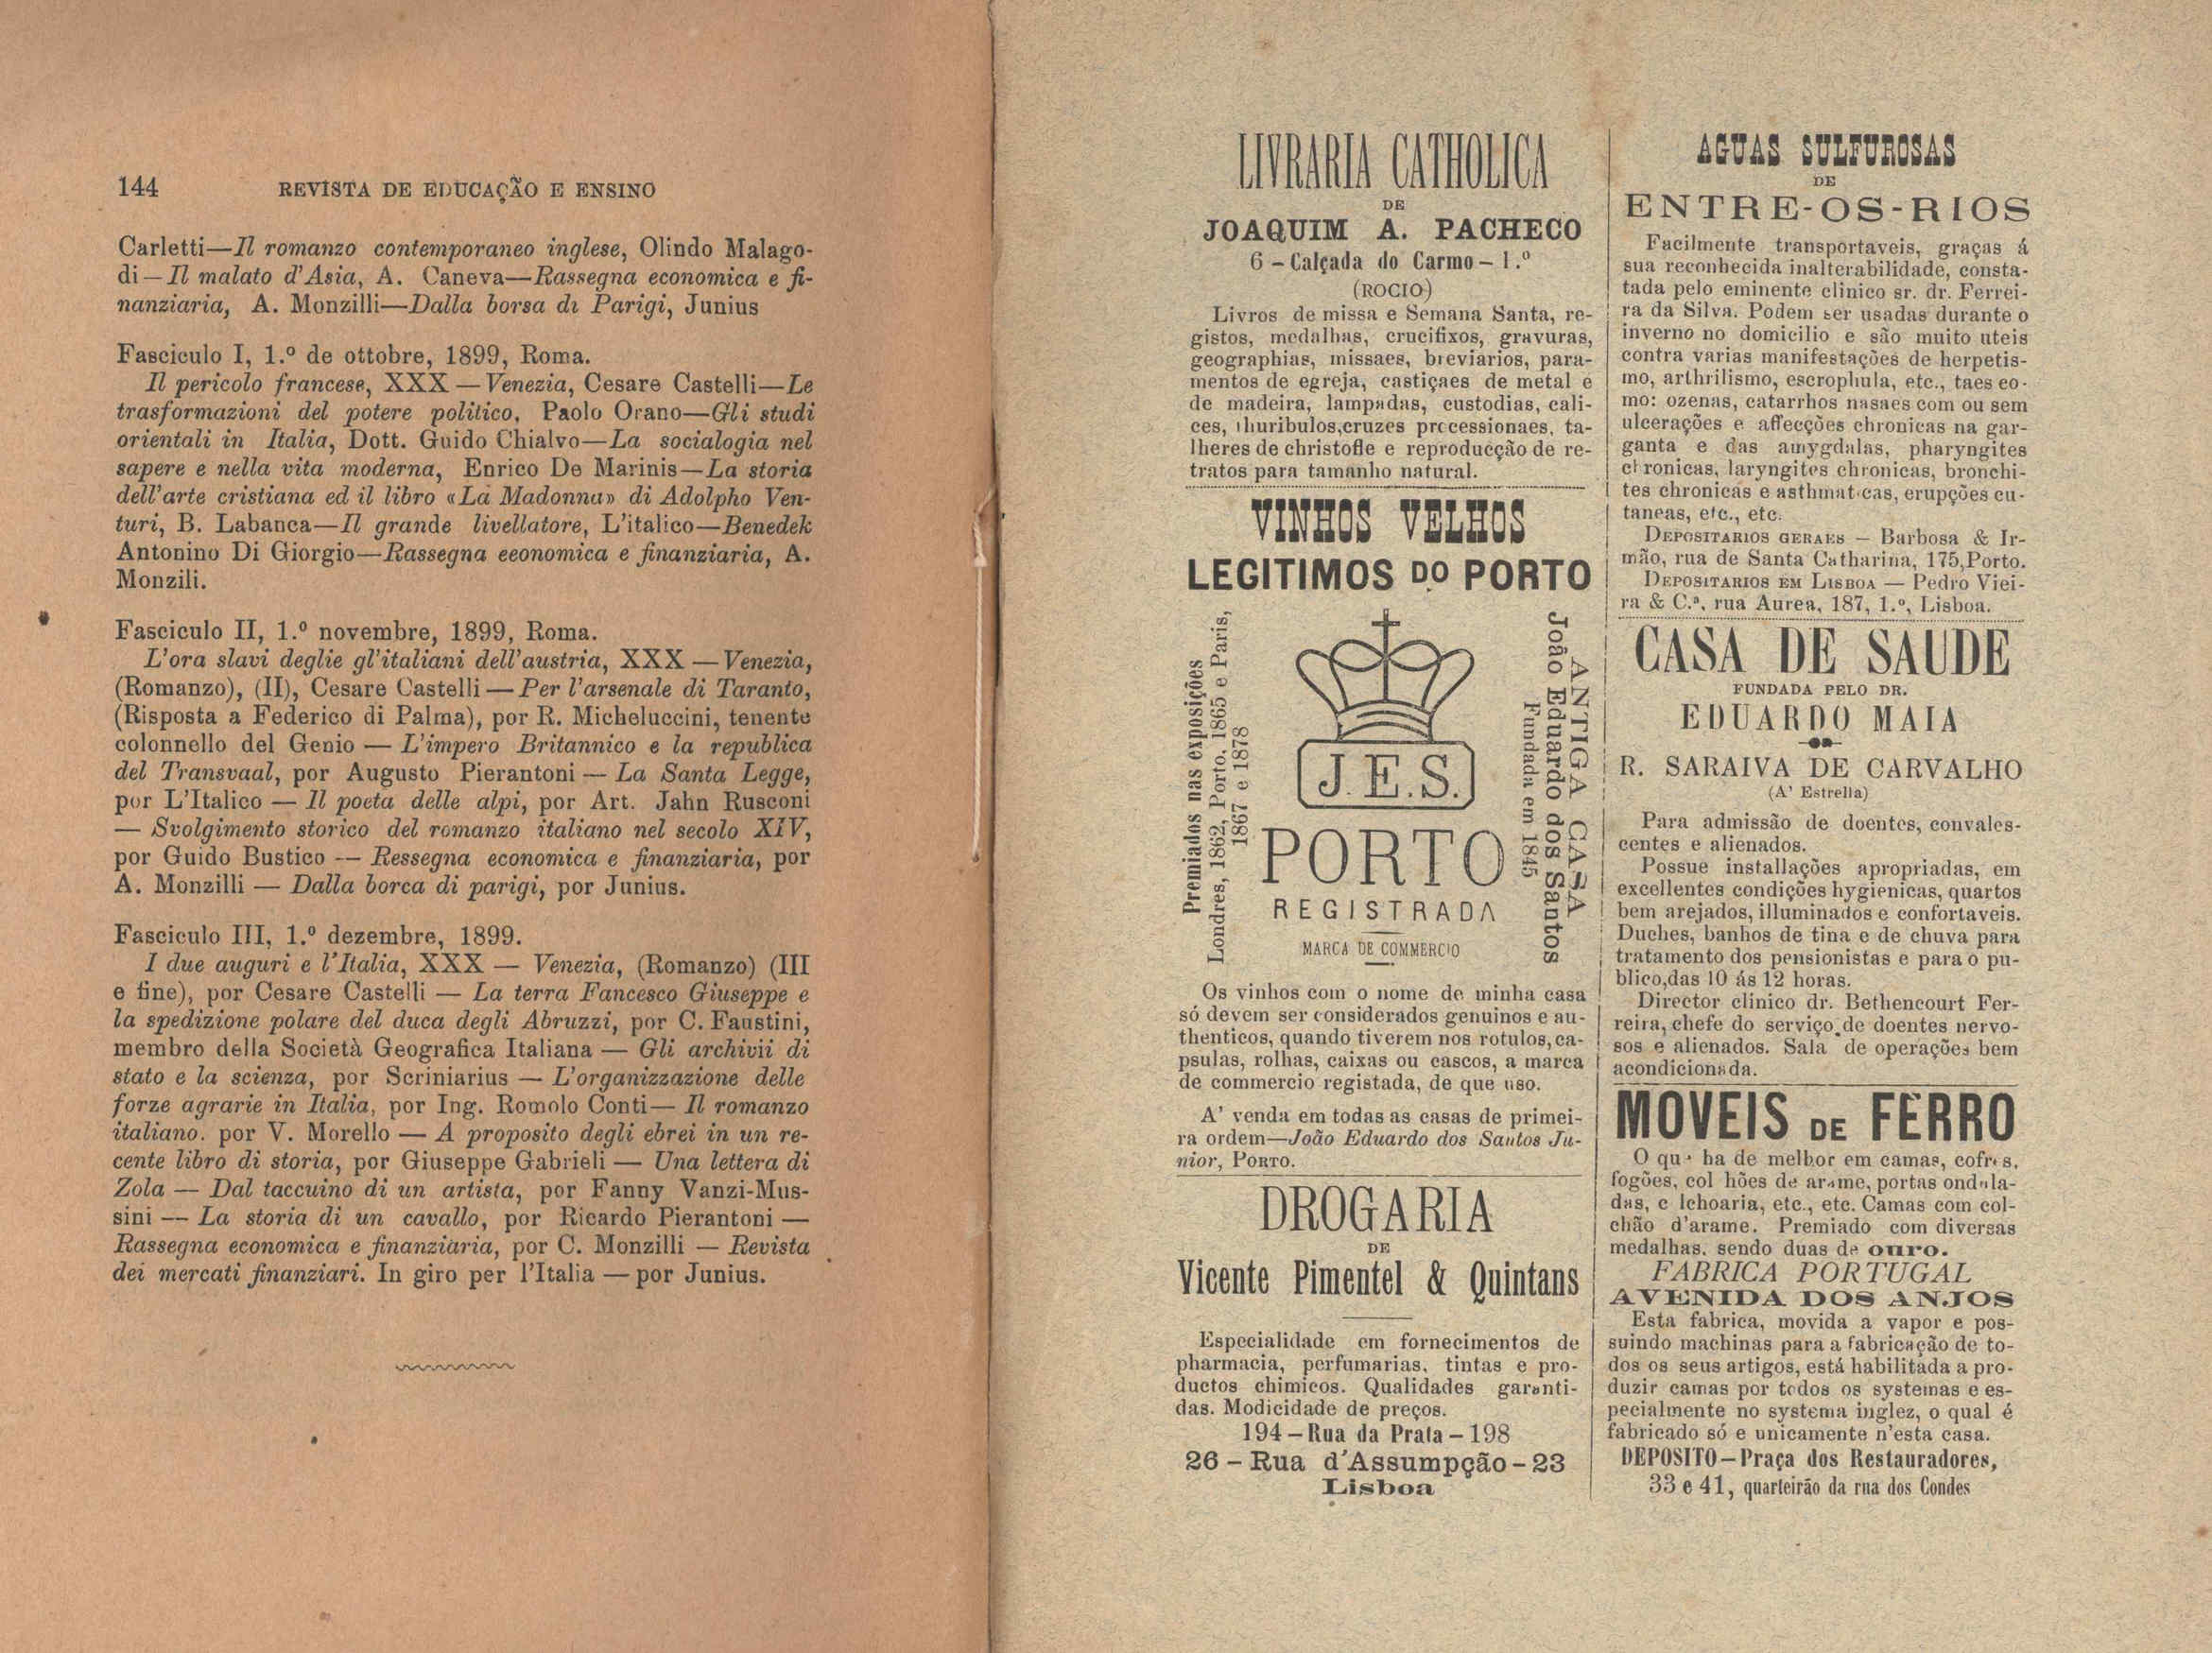 144 REVISTA DE EDUCAÇÃO E ENSINO
Carletti—Il romanzo contemporaneo inglese, Olindo Malago-
di—Il malato d'Asia, A. Caneva—Rassegna economica e fi-
nanziaria, A. Monzilli—Dalla borsa di Parigi, Junius
Fasciculo I, 1.º de ottobre, 1899, Roma.
Il pericolo francese, XXX—Venezia, Cesare Castelli—Le
trasformazioni del potere politico, Paolo Orano—Gli studi
orientali in Italia, Dott. Guido Chialvo—La socialogia nel
sapere e nella vita moderna, Enrico De Marinis—La storia
dell'arte cristiana ed il libro «La Madonna» di Adolpho Ven-
turi, B. Labanca—Il grande livellatore, L'italico—Benedek
Antonino Di Giorgio—Rassegna eeonomica e finanziaria, A.
Monzili.
Fasciculo II, 1.º novembre, 1899, Roma.
L'ora slavi deglie gl'italiani dell'austria, XXX—Venezia,
(Romanzo), (II), Cesare Castelli—Per l'arsenale di Taranto,
(Risposta a Federico di Palma), por R. Micheluccini, tenente
colonnello del Genio — L'impero Britannico e la republica
del Transvaal, por Augusto Pierantoni — La Santa Legge,
por L'Italico — Il poeta delle alpi, por Art. Jahn Rusconi
— Svolgimento storico del romanzo italiano nel secolo XIV,
por Guido Bustico — Ressegna economica e finanziaria, por
A. Monzilli — Dalla borca di parigi, por Junius.
Fasciculo III, 1.º dezembre, 1899.
I due auguri e l'Italia, XXX — Venezia, (Romanzo) (III
e fine), por Cesare Castelli — La terra Fancesco Giuseppe e
la spedizione polare del duca degli Abruzzi, por C. Faustini,
membro della Società Geografica Italiana — Gli archivii di
stato e la scienza, por Scriniarius — L'organizzazione delle
forze agrarie in Italia, por Ing. Romolo Conti— Il romanzo
italiano. por V. Morello — A proposito degli ebrei in un re-
cente libro di storia, por Giuseppe Gabrieli — Una lettera di
Zola — Dal taccuino di un artista, por Fanny Vanzi-Mus-
sini — La storia di un cavallo, por Ricardo Pierantoni —
Rassegna economica e finanziaria, por C. Monzilli — Revista
dei mercati finanziari. In giro per l'Italia — por Junius.
LIVRARIA CATHOLICA
DE
JOAQUIM A. PACHECO
6 – Calçada do Carmo – 1.º
(ROCIO)
Livros de missa e Semana Santa, re-
gistos, medalhas, crucifixos, gravuras,
geographias, missaes, breviarios, para-
mentos de egreja, castiçaes de metal e
de madeira, lampadas, custodias, cali-
ces, thuribulos,cruzes processionaes, ta-
lheres de christofle e reproducção de re-
tratos para tamanho natural.
VINHOS VELHOS
LEGITIMOS DO PORTO
Premiados nas exposições
Londres, 1862, Porto, 1865 e Paris,
1867 e 1878
J.E.S.
PORTO
REGISTRADA
MARCA DE COMMERCIO
ANTIGA CASA
João Eduardo dos Santos
Fundada em 1845
Os vinhos com o nome de minha casa
só devem ser considerados genuinos e au-
thenticos, quando tiverem nos rotulos, ca-
psulas, rolhas, caixas ou cascos, a marca
de commercio registada, de que uso.
A' venda em todas as casas de primei-
ra ordem—João Eduardo dos Santos Ju-
nior, PORTO.
DROGARIA
DE
Vicente Pimentel & Quintans
Especialidade em fornecimentos de
pharmacia, perfumarias, tintas e pro-
ductos chimicos. Qualidades garanti-
das. Modicidade de preços.
194 – Rua da Prata – 198
26 – Rua d'Assumpção – 23
Lisboa
AGUAS SULFUROSAS
DE
ENTRE-OS-RIOS
Facilmente transportaveis, graças á
sua reconhecida inalterabilidade, consta-
tada pelo eminente clinico sr. dr. Ferrei-
ra da Silva. Podem ser usadas durante o
inverno no domicilio e são muito uteis
contra varias manifestações de herpetis-
mo, arthrilismo, escrophula, etc., taes co-
mo: ozenas, catarrhos nasaes com ou sem
ulcerações e affecções chronicas na gar-
ganta e das amygdalas, pharyngites
chronicas, laryngites chronicas, bronchi-
tes chronicas e asthmaticas, erupções cu-
taneas, etc., etc.
DEPOSITARIOS GERAES — Barbosa & Ir-
mão, rua de Santa Catharina, 175, Porto.
DEPOSITARIOS EM LISBOA — Pedro Viei-
ra & C.ª, rua Aurea, 187, 1.º, Lisboa.
CASA DE SAUDE
FUNDADA PELO DR.
EDUARDO MAIA
R. SARAIVA DE CARVALHO
(A' Estrella)
Para admissão de doentes, convales-
centes e alienados.
Possue installações apropriadas, em
excellentes condições hygienicas, quartos
bem arejados, illuminados e confortaveis.
Duches, banhos de tina e de chuva para
tratamento dos pensionistas e para o pu-
blico, das 10 ás 12 horas.
Director clinico dr. Bethencourt Fer-
reira, chefe do serviço de doentes nervo-
sos e alienados. Sala de operações bem
acondicionada.
MOVEIS DE FERRO
O que ha de melhor em camas, cofres,
fogões, colchões de arame, portas ondula-
das, colchoaria, etc., etc. Camas com col-
chão d'arame. Premiado com diversas
medalhas, sendo duas de ouro.
FABRICA PORTUGAL
AVENIDA DOS ANJOS
Esta fabrica, movida a vapor e pos-
suindo machinas para a fabricação de to-
dos os seus artigos, está habilitada a pro-
duzir camas por todos os systemas e es-
pecialmente no systema inglez, o qual é
fabricado só e unicamente n'esta casa.
DEPOSITO – Praça dos Restauradores,
33 e 41, quarteirão da rua dos Condes